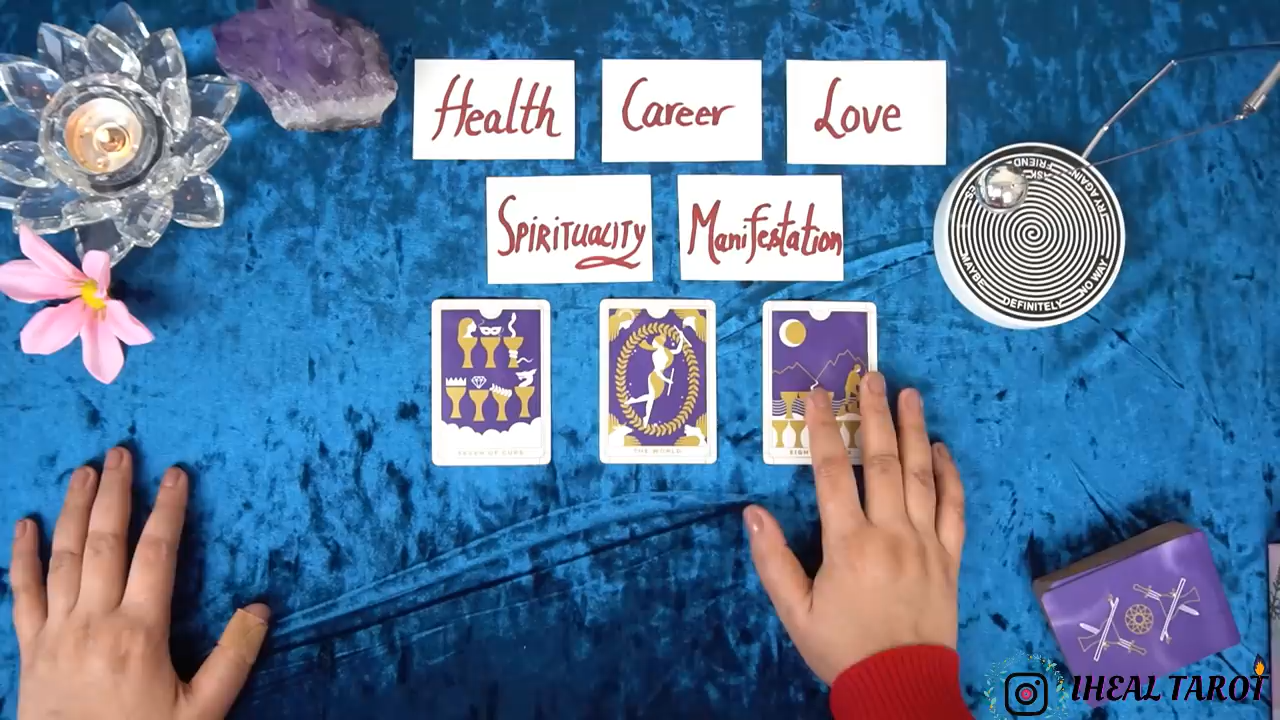 Health
Career
Love
Spirituality
Manifestation
ASK FRIEND
TRY AGAIN
NO WAY
DEFINITELY
MAYBE
SEVEN OF CUPS
THE WORLD
EIGHT
IHEAL TAROT